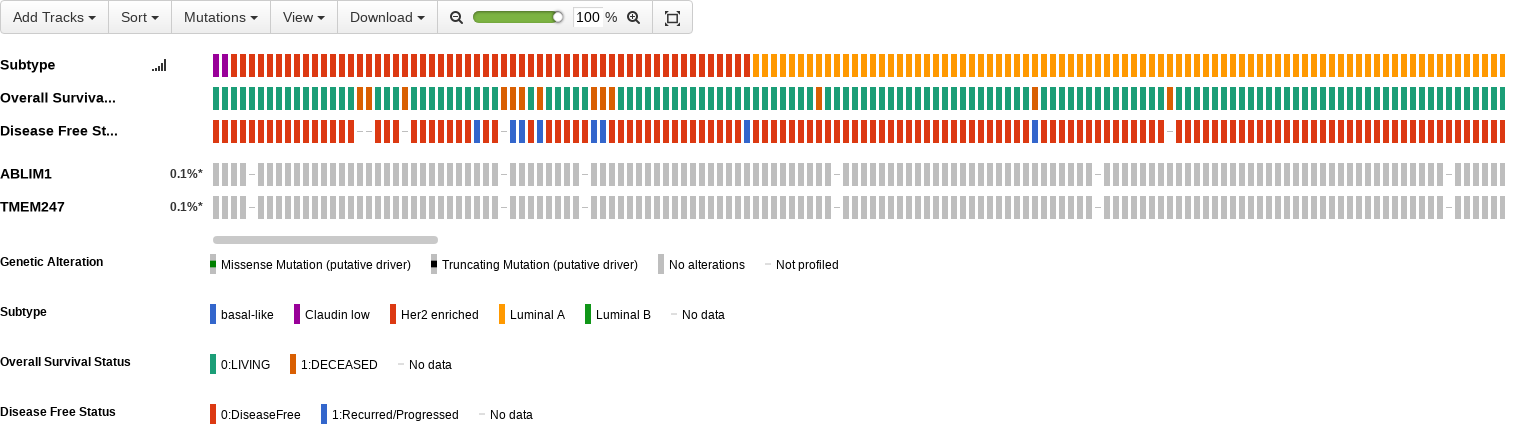 Add Tracks Sort Mutations View Download 100 %
Subtype
Overall Surviva...
Disease Free St...
ABLIM1 0.1%*
TMEM247 0.1%*
Genetic Alteration Missense Mutation (putative driver) Truncating Mutation (putative driver) No alterations Not profiled
Subtype basal-like Claudin low Her2 enriched Luminal A Luminal B No data
Overall Survival Status 0:LIVING 1:DECEASED No data
Disease Free Status 0:DiseaseFree 1:Recurred/Progressed No data